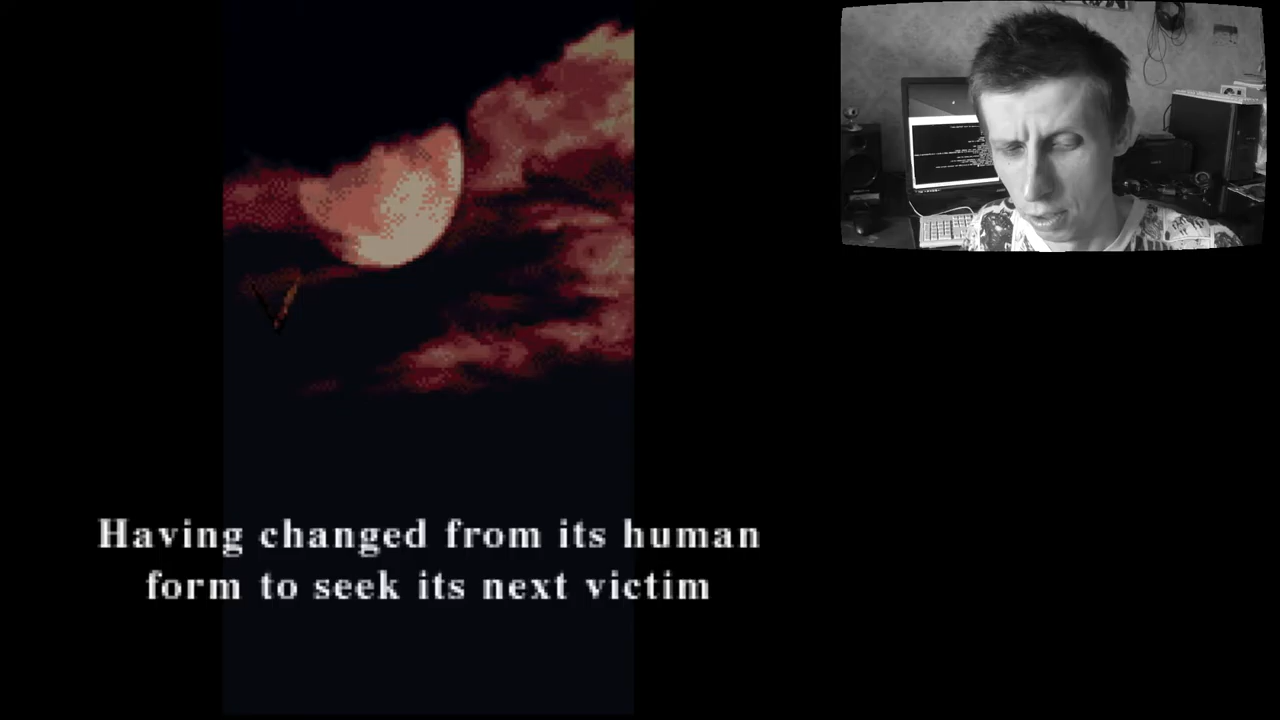 Having changed from its human
form to seek its next victim